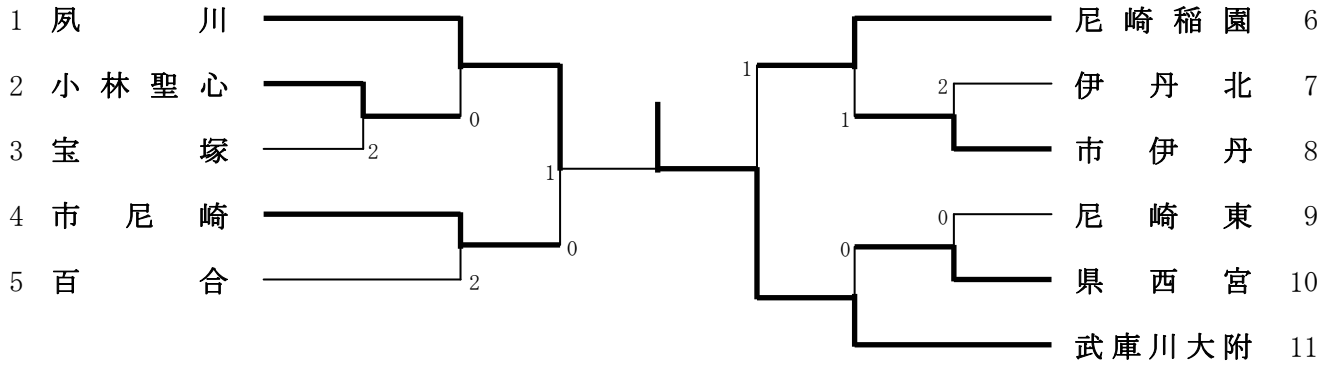 1 夙川
尼崎稲園 6
1
2 小林聖心
2
伊丹北 7
0
1
3 宝塚
2
市伊丹 8
1
4 市尼崎
0
尼崎東 9
0
0
5 百合
2
県西宮 10
武庫川大附 11